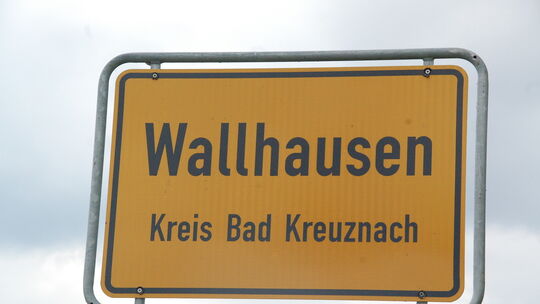 Wallhausen
Kreis Bad Kreuznach